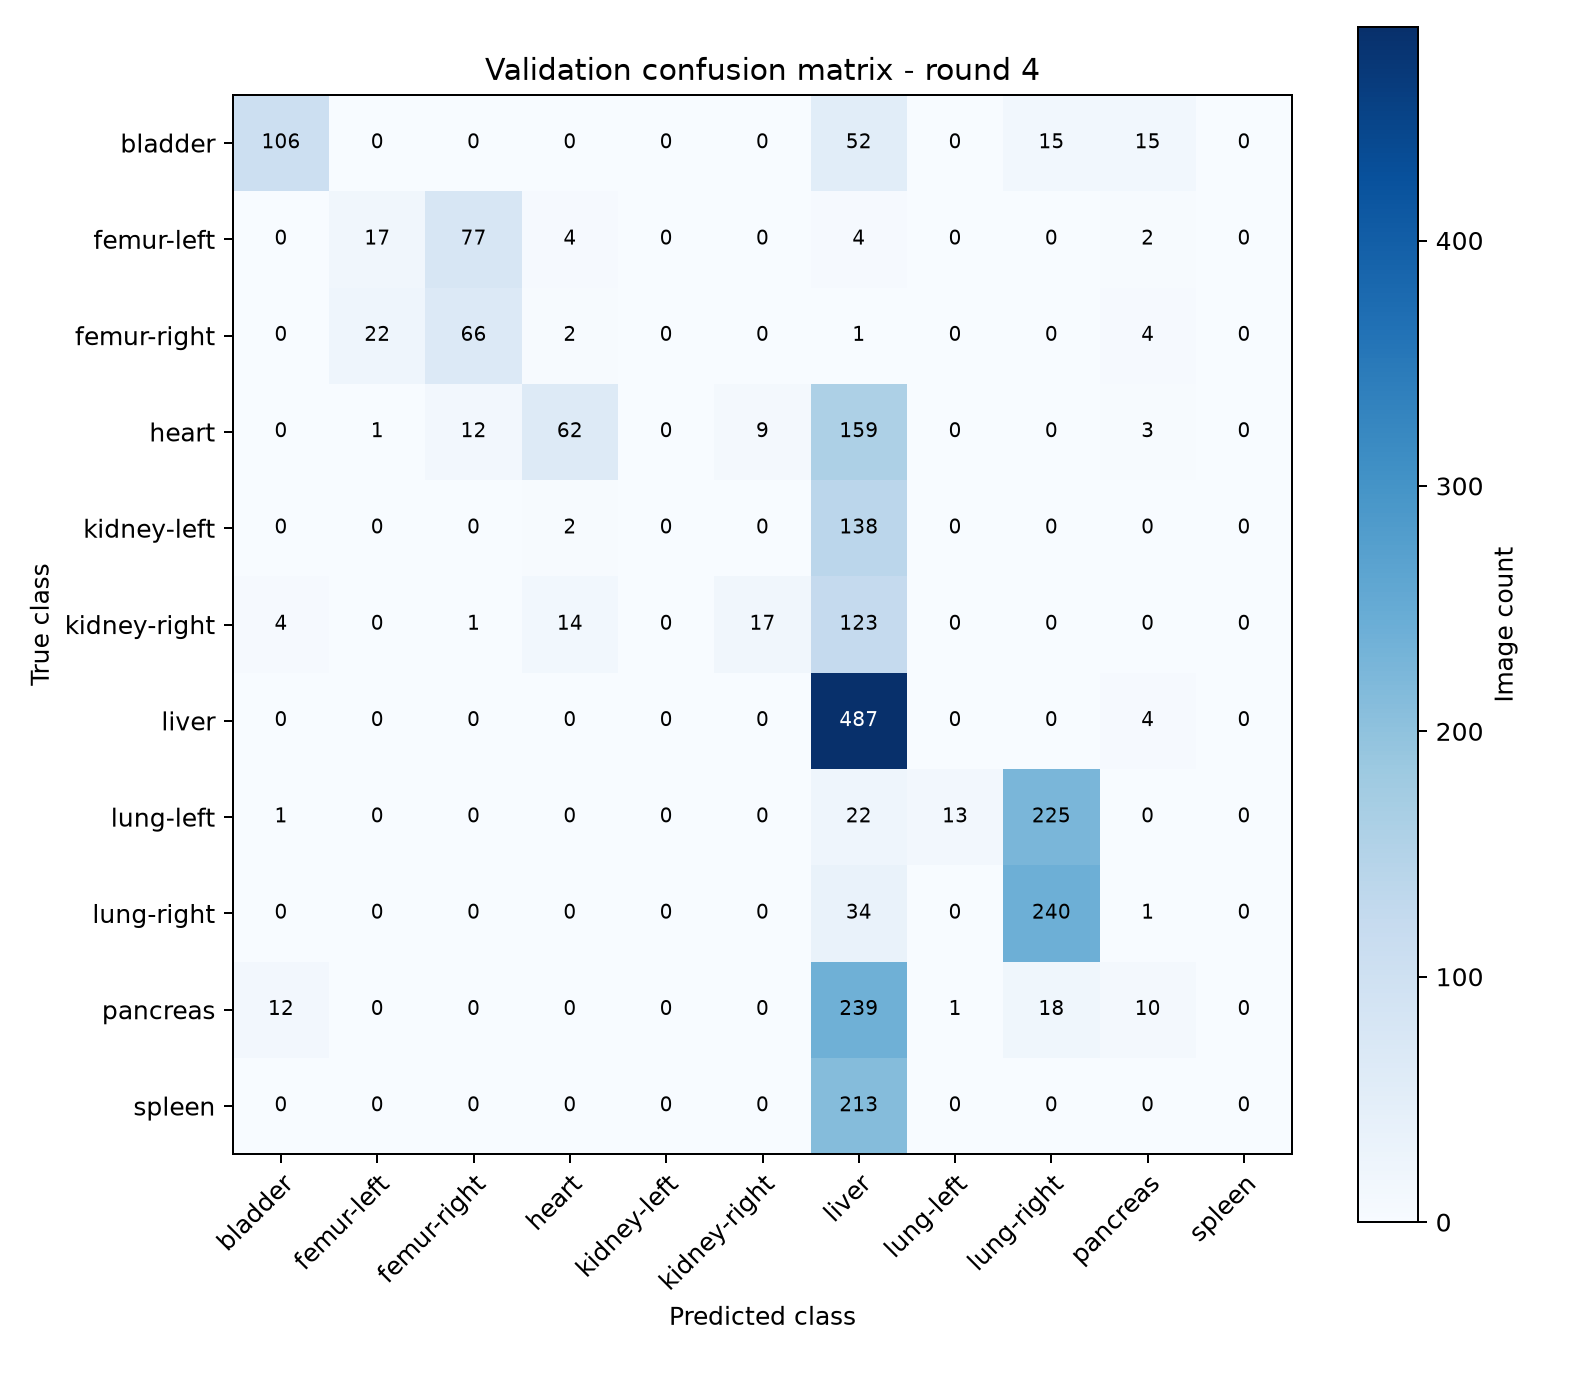 Validation confusion matrix - round 4
bladder 106 0 0 0 0 0 52 0 15 15 0
femur-left 0 17 77 4 0 0 4 0 0 2 0
femur-right 0 22 66 2 0 0 1 0 0 4 0
heart 0 1 12 62 0 9 159 0 0 3 0
kidney-left 0 0 0 2 0 0 138 0 0 0 0
kidney-right 4 0 1 14 0 17 123 0 0 0 0
liver 0 0 0 0 0 0 487 0 0 4 0
lung-left 1 0 0 0 0 0 22 13 225 0 0
lung-right 0 0 0 0 0 0 34 0 240 1 0
pancreas 12 0 0 0 0 0 239 1 18 10 0
spleen 0 0 0 0 0 0 213 0 0 0 0
True class
bladder femur-left femur-right heart kidney-left kidney-right liver lung-left lung-right pancreas spleen
Predicted class
400
300
200
100
0
Image count